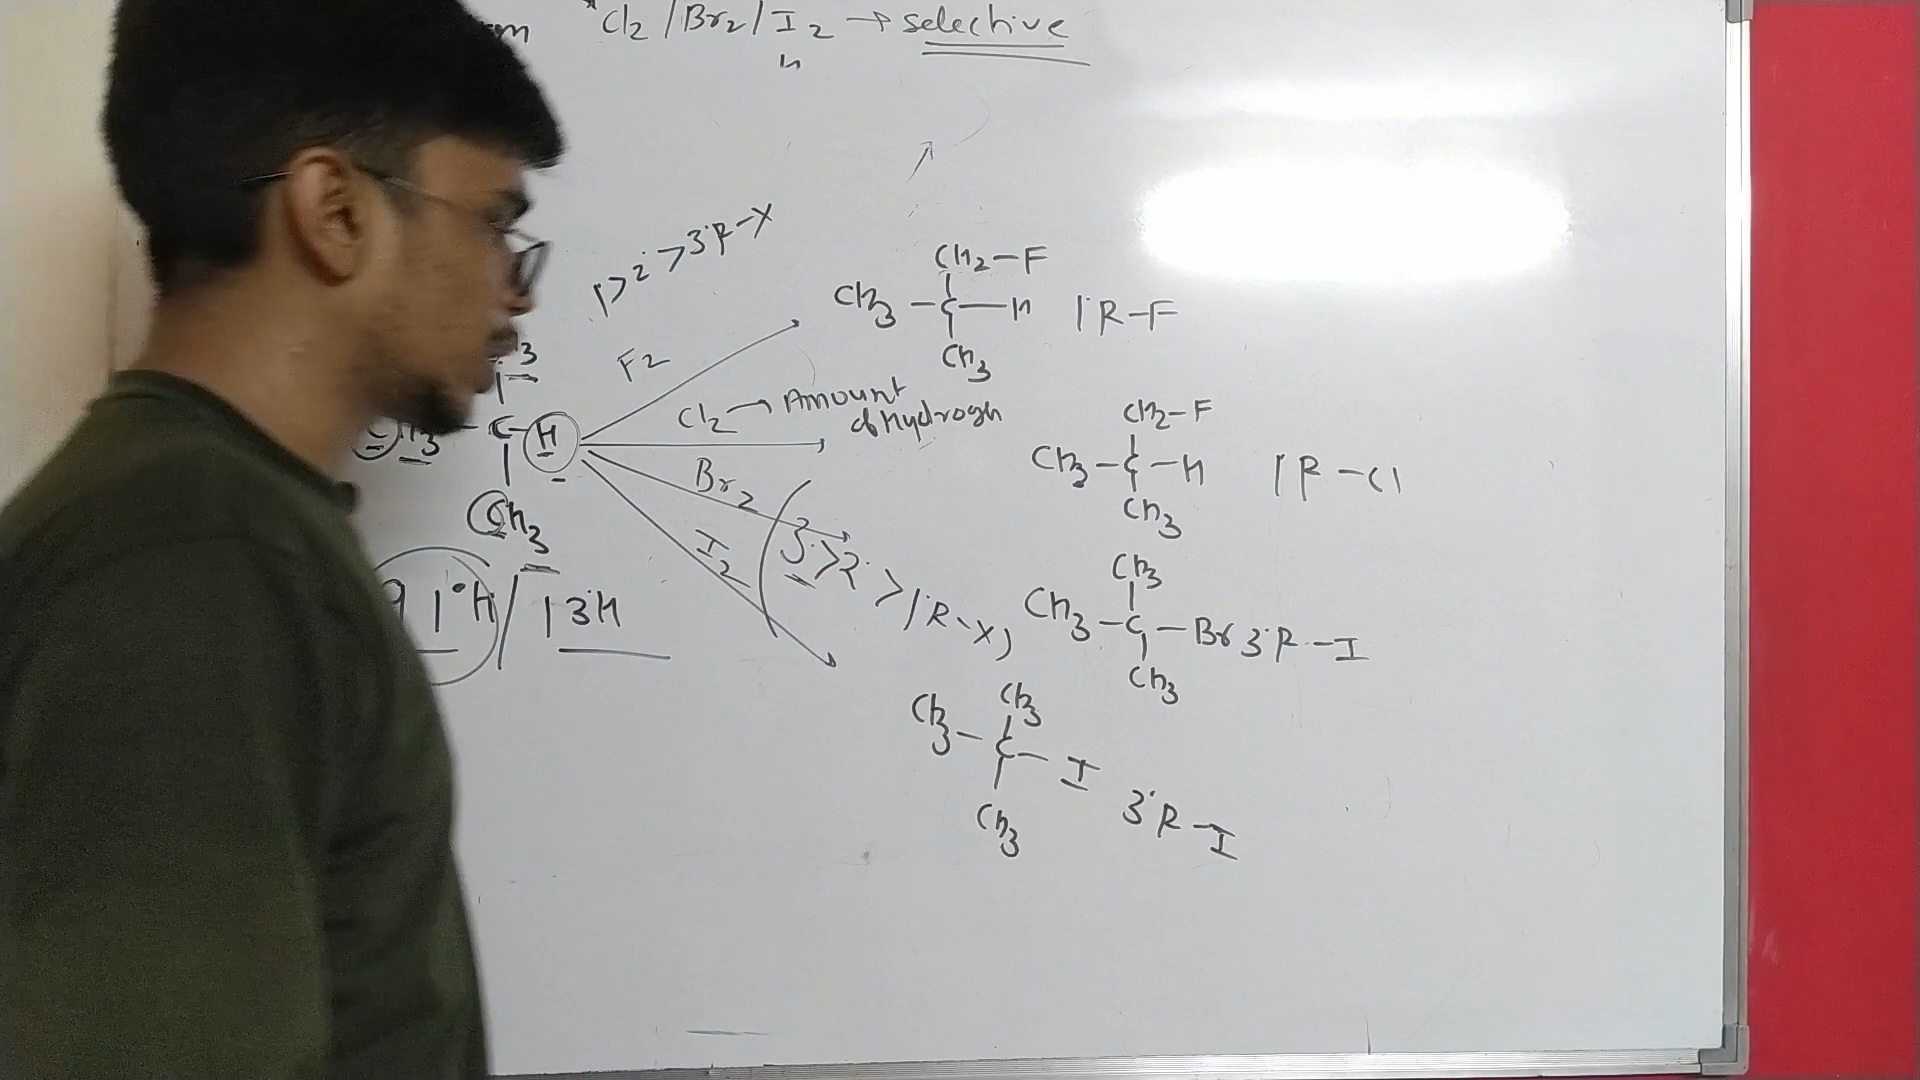 * Cl2 / Br2 / I2 → selective
1 > 2° > 3° R-X
F2
CH2-F
CH3 -C-H 1° R-F
CH3
Cl2 → Amount
of Hydrogn
CH2-F
CH3-C-H 1 R-Cl
CH3
Br2
I2
(3° > 2° > 1° R-X)
CH3
CH3-C-Br 3° R-I
CH3
CH3
CH3-C-I 3° R-I
CH3
C-H
CH3
9 1°H / 1 3°H